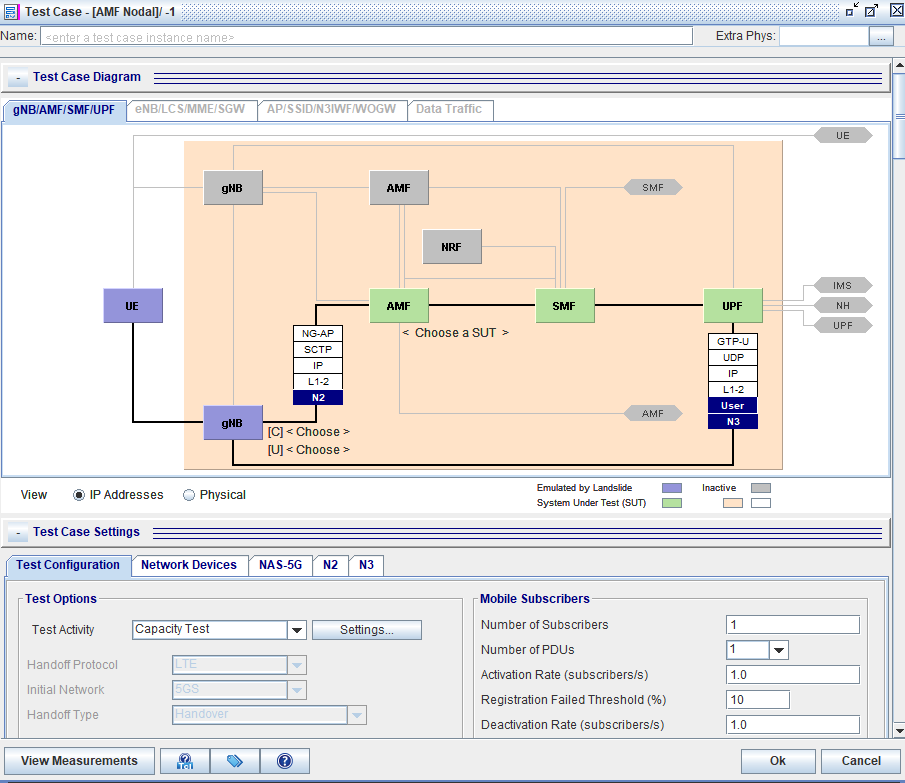 Test Case - [AMF Nodal]/ -1
Name: <enter a test case instance name> Extra Phys: ...
- Test Case Diagram
gNB/AMF/SMF/UPF eNB/LCS/MME/SGW AP/SSID/N3IWF/WOGW Data Traffic
UE
gNB AMF SMF
NRF
IMS
UE AMF SMF UPF NH
UPF
< Choose a SUT >
NG-AP
SCTP
IP
L1-2
N2
GTP-U
UDP
IP
L1-2
User
N3
AMF
gNB
[C] < Choose >
[U] < Choose >
View IP Addresses Physical
Emulated by Landslide Inactive
System Under Test (SUT)
- Test Case Settings
Test Configuration Network Devices NAS-5G N2 N3
Test Options
Test Activity Capacity Test Settings...
Handoff Protocol LTE
Initial Network 5GS
Handoff Type Handover
Mobile Subscribers
Number of Subscribers 1
Number of PDUs 1
Activation Rate (subscribers/s) 1.0
Registration Failed Threshold (%) 10
Deactivation Rate (subscribers/s) 1.0
View Measurements Tcl ? Ok Cancel